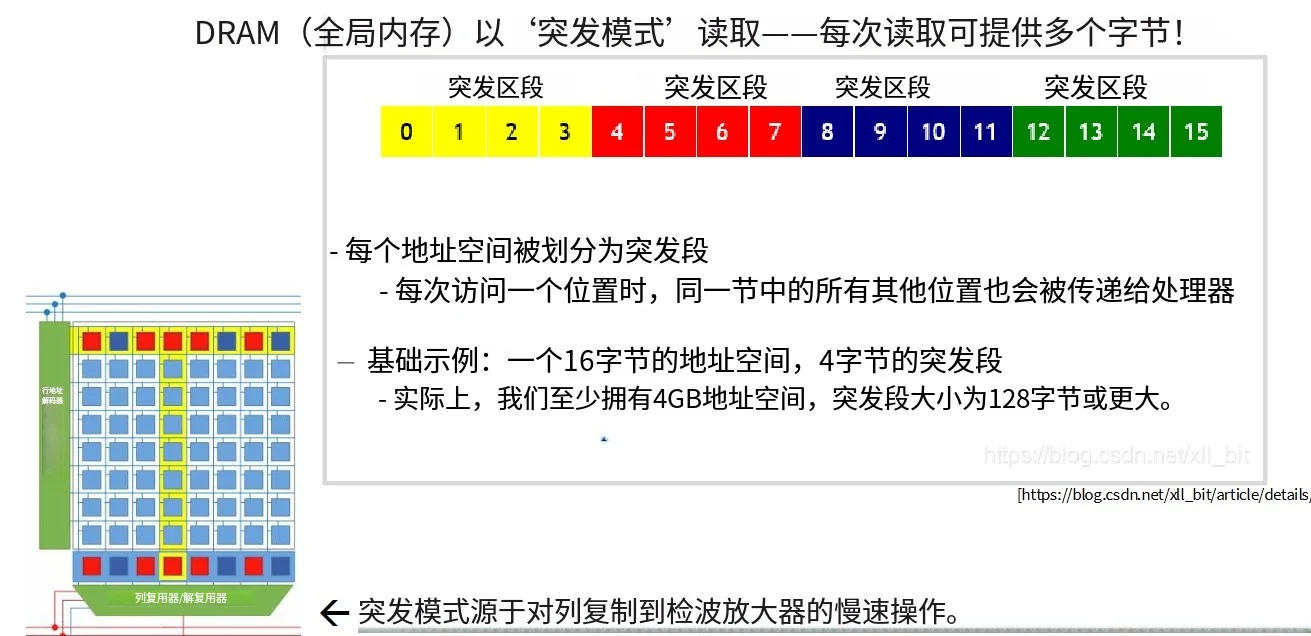 DRAM（全局内存）以‘突发模式’读取——每次读取可提供多个字节！
突发区段 突发区段 突发区段 突发区段
0 1 2 3 4 5 6 7 8 9 10 11 12 13 14 15
- 每个地址空间被划分为突发段
- 每次访问一个位置时，同一节中的所有其他位置也会被传递给处理器
– 基础示例：一个16字节的地址空间，4字节的突发段
- 实际上，我们至少拥有4GB地址空间，突发段大小为128字节或更大。
https://blog.csdn.net/xll_bit
[https://blog.csdn.net/xll_bit/article/details/
行地址
解码器
列复用器/解复用器
← 突发模式源于对列复制到检波放大器的慢速操作。